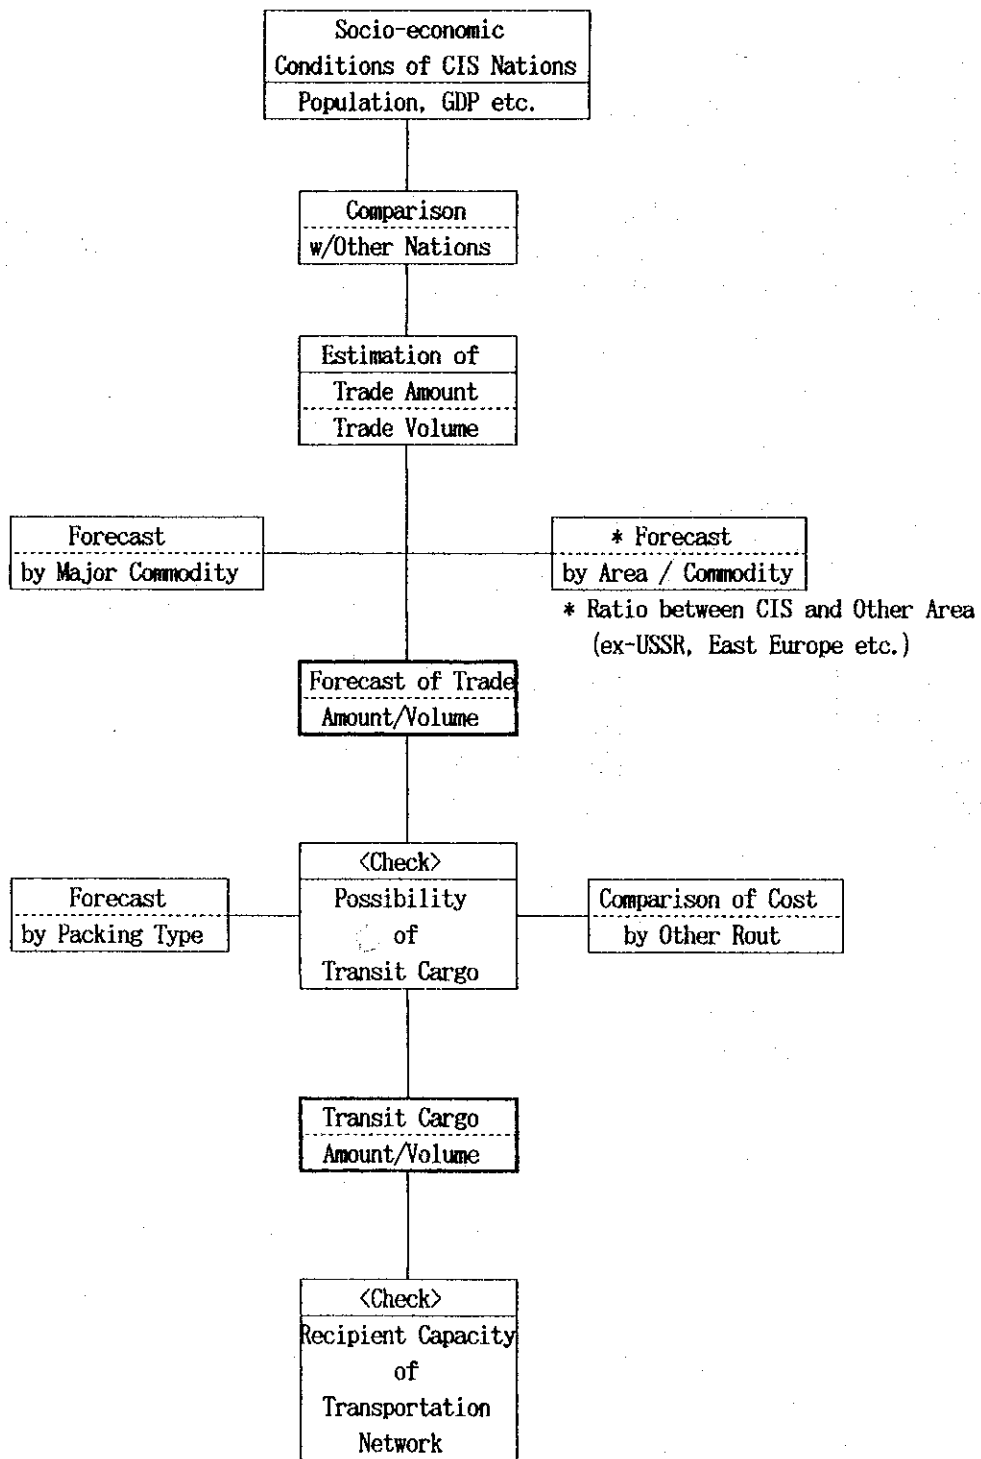 Socio-economic
Conditions of CIS Nations
Population, GDP etc.
Comparison
w/Other Nations
Estimation of
Trade Amount
Trade Volume
Forecast
by Major Commodity
* Forecast
by Area / Commodity
* Ratio between CIS and Other Area
(ex-USSR, East Europe etc.)
Forecast of Trade
Amount/Volume
<Check>
Possibility
of
Transit Cargo
Forecast
by Packing Type
Comparison of Cost
by Other Rout
Transit Cargo
Amount/Volume
<Check>
Recipient Capacity
of
Transportation
Network